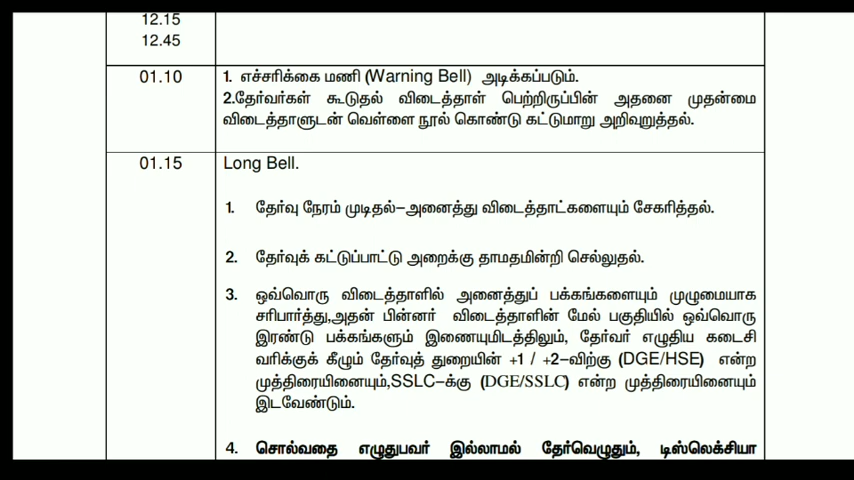 12.15
12.45
01.10 1. எச்சரிக்கை மணி (Warning Bell) அடிக்கப்படும்.
2.தேர்வர்கள் கூடுதல் விடைத்தாள் பெற்றிருப்பின் அதனை முதன்மை
விடைத்தாளுடன் வெள்ளை நூல் கொண்டு கட்டுமாறு அறிவுறுத்தல்.
01.15 Long Bell.
1. தேர்வு நேரம் முடிதல்–அனைத்து விடைத்தாட்களையும் சேகரித்தல்.
2. தேர்வுக் கட்டுப்பாட்டு அறைக்கு தாமதமின்றி செல்லுதல்.
3. ஒவ்வொரு விடைத்தாளில் அனைத்துப் பக்கங்களையும் முழுமையாக
சரிபார்த்து,அதன் பின்னர் விடைத்தாளின் மேல் பகுதியில் ஒவ்வொரு
இரண்டு பக்கங்களும் இணையுமிடத்திலும், தேர்வர் எழுதிய கடைசி
வரிக்குக் கீழும் தேர்வுத் துறையின் +1 / +2–விற்கு (DGE/HSE) என்ற
முத்திரையினையும்,SSLC–க்கு (DGE/SSLC) என்ற முத்திரையினையும்
இடவேண்டும்.
4. சொல்வதை எழுதுபவர் இல்லாமல் தேர்வெழுதும், டிஸ்லெக்சியா